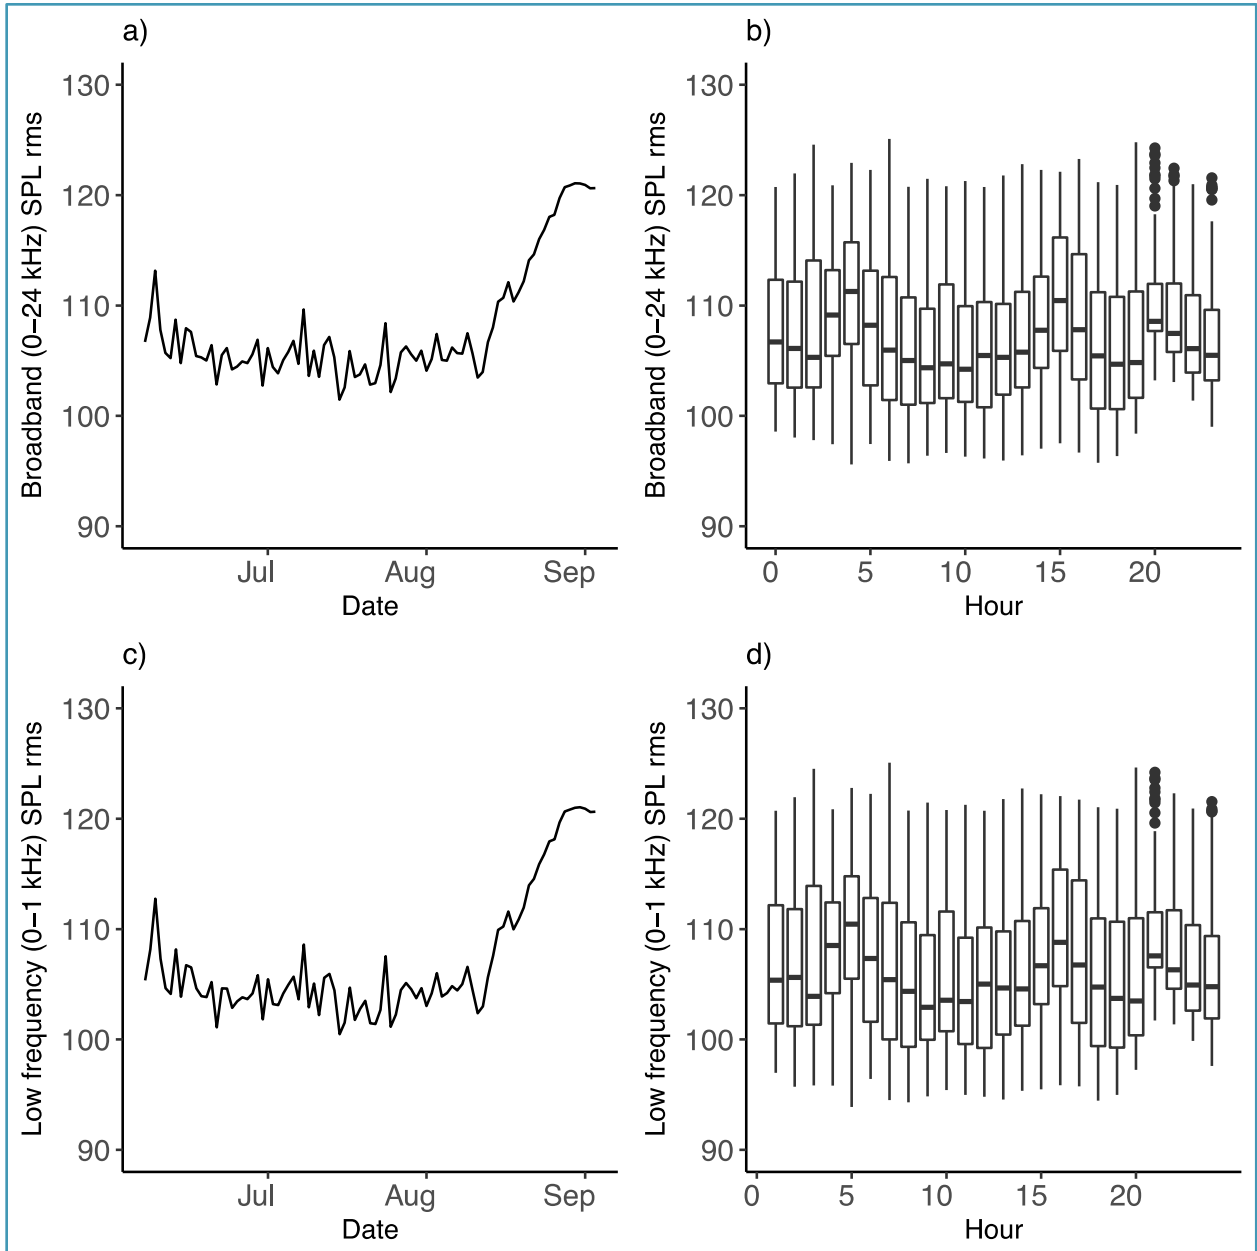 a)
Broadband (0−24 kHz) SPL rms
130
120
110
100
90
Jul Aug Sep
Date
b)
Broadband (0−24 kHz) SPL rms
130
120
110
100
90
0 5 10 15 20
Hour
c)
Low frequency (0−1 kHz) SPL rms
130
120
110
100
90
Jul Aug Sep
Date
d)
Low frequency (0−1 kHz) SPL rms
130
120
110
100
90
0 5 10 15 20
Hour